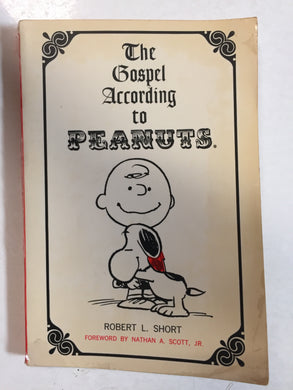 The
Gospel
According
to
PEANUTS.
ROBERT L. SHORT
FOREWORD BY NATHAN A. SCOTT, JR.